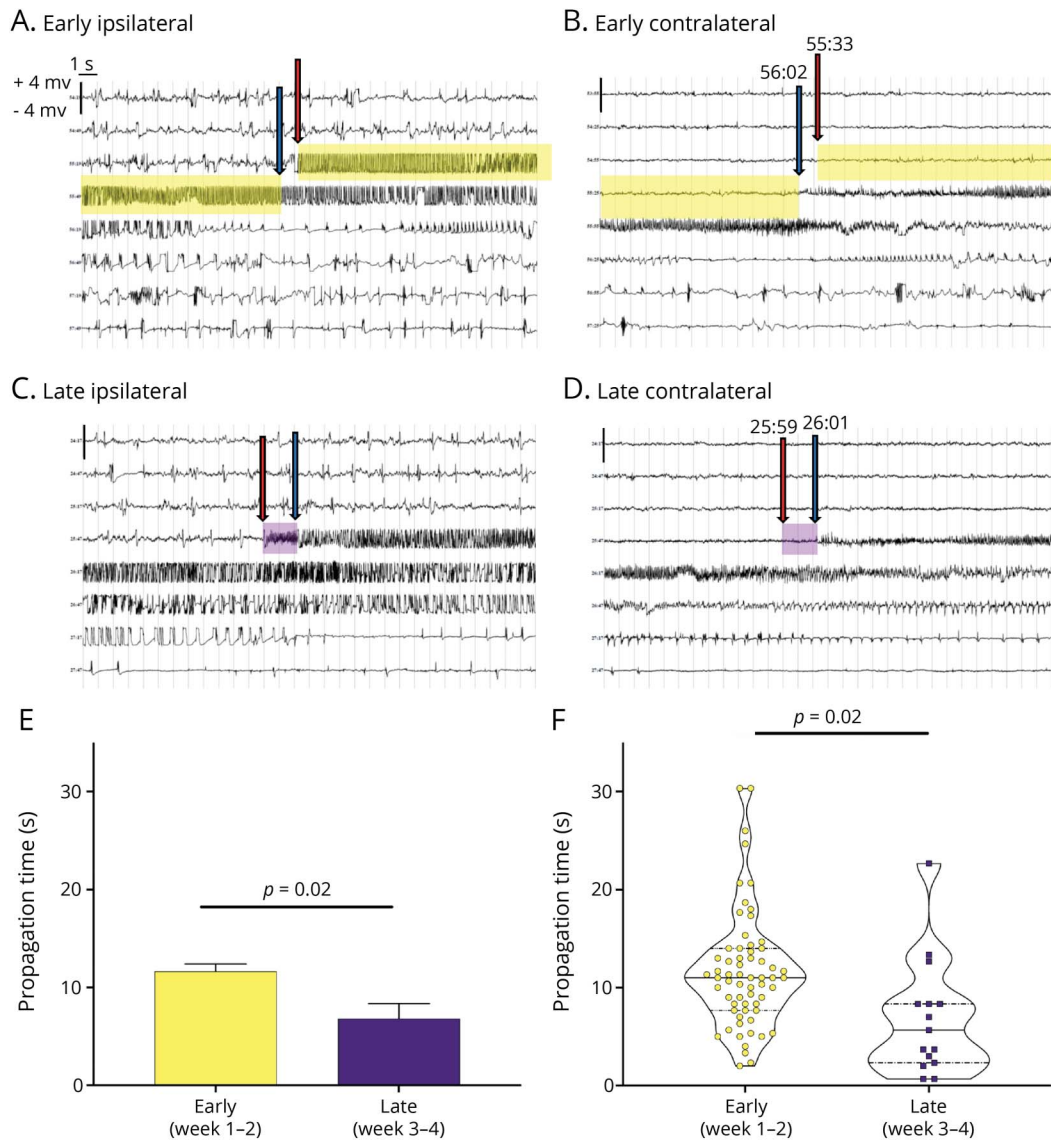 A. Early ipsilateral
1 s
+ 4 mv
- 4 mv
B. Early contralateral
55:33
56:02
C. Late ipsilateral
D. Late contralateral
25:59
26:01
E
Propagation time (s)
30
20
10
0
p = 0.02
Early
(week 1–2)
Late
(week 3–4)
F
Propagation time (s)
30
20
10
0
p = 0.02
Early
(week 1–2)
Late
(week 3–4)